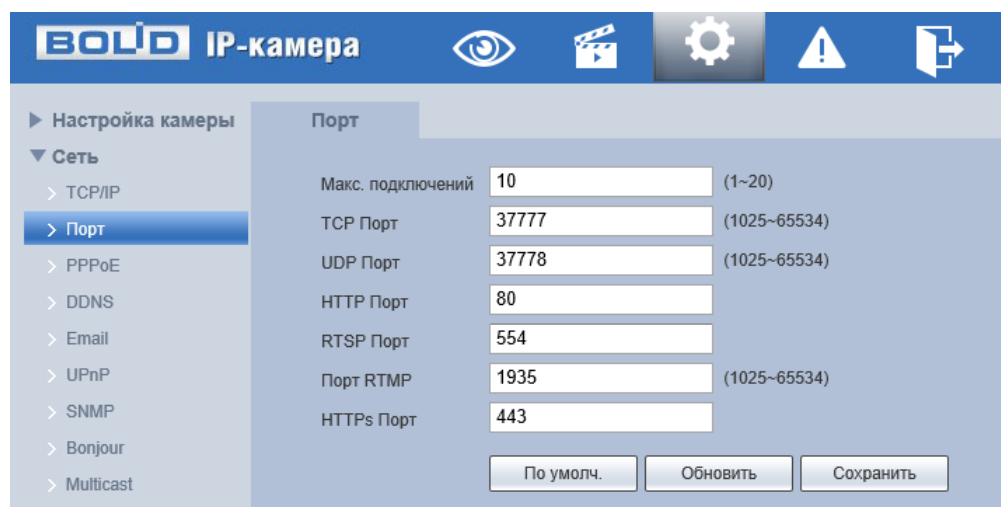 BOLID IP-камера
Настройка камеры
Сеть
TCP/IP
Порт
PPPoE
DDNS
Email
UPnP
SNMP
Bonjour
Multicast
Порт
Макс. подключений 10 (1~20)
TCP Порт 37777 (1025~65534)
UDP Порт 37778 (1025~65534)
HTTP Порт 80
RTSP Порт 554
Порт RTMP 1935 (1025~65534)
HTTPs Порт 443
По умолч. Обновить Сохранить